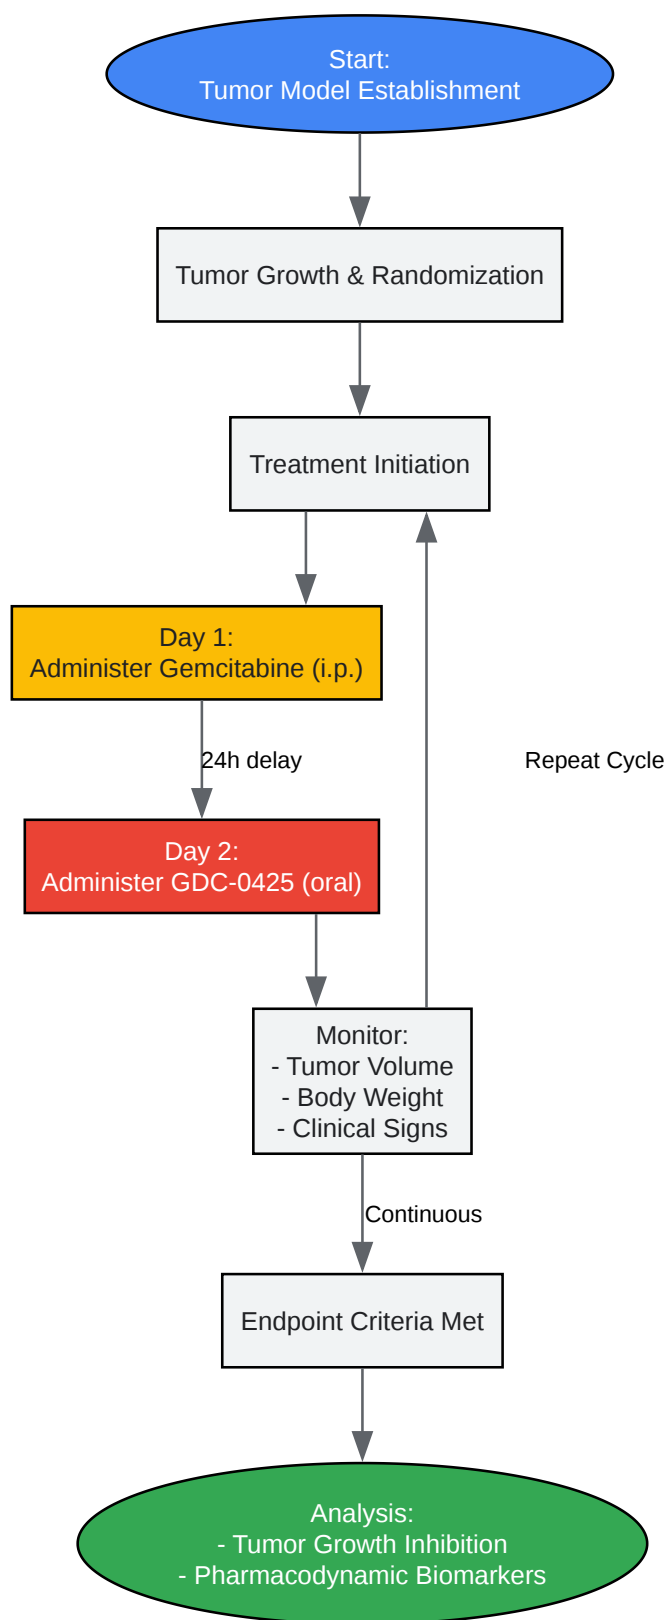 Start:
Tumor Model Establishment
Tumor Growth & Randomization
Treatment Initiation
Day 1:
Administer Gemcitabine (i.p.)
24h delay
Repeat Cycle
Day 2:
Administer GDC-0425 (oral)
Monitor:
- Tumor Volume
- Body Weight
- Clinical Signs
Continuous
Endpoint Criteria Met
Analysis:
- Tumor Growth Inhibition
- Pharmacodynamic Biomarkers